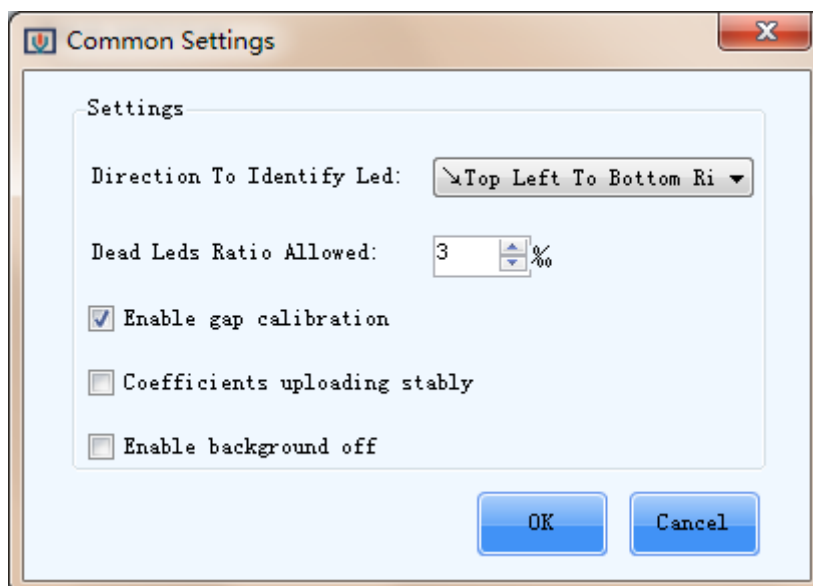 Common Settings
Settings
Direction To Identify Led: ↘Top Left To Bottom Ri
Dead Leds Ratio Allowed: 3 ‰
Enable gap calibration
Coefficients uploading stably
Enable background off
OK Cancel